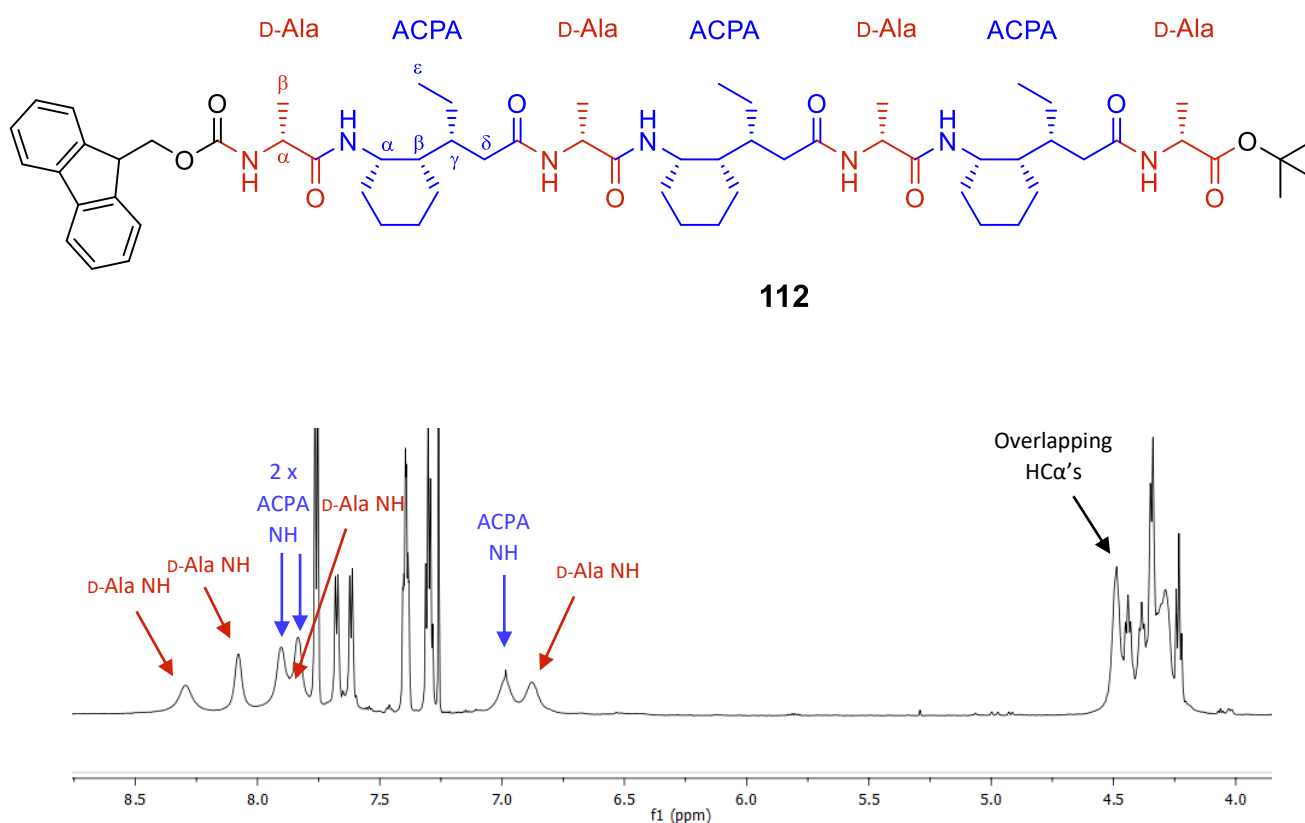 D-Ala ACPA D-Ala ACPA D-Ala ACPA D-Ala
β ε
O H N α β γ δ O H N O H N O
O N H α O N H O N H O N H O O
112
Overlapping
HCα's
2 x
ACPA
NH
D-Ala NH
D-Ala NH
D-Ala NH
ACPA
NH
D-Ala NH
8.5 8.0 7.5 7.0 6.5 6.0 5.5 5.0 4.5 4.0
f1 (ppm)